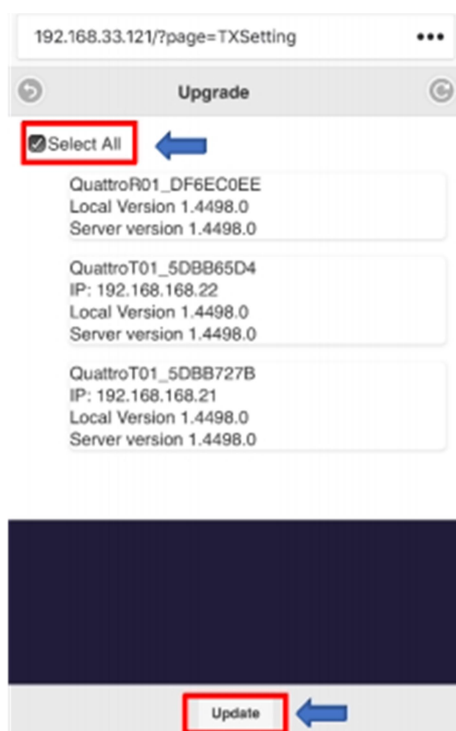 192.168.33.121/?page=TXSetting
Upgrade
Select All
QuattroR01_DF6EC0EE
Local Version 1.4498.0
Server version 1.4498.0
QuattroT01_5DBB65D4
IP: 192.168.168.22
Local Version 1.4498.0
Server version 1.4498.0
QuattroT01_5DBB727B
IP: 192.168.168.21
Local Version 1.4498.0
Server version 1.4498.0
Update